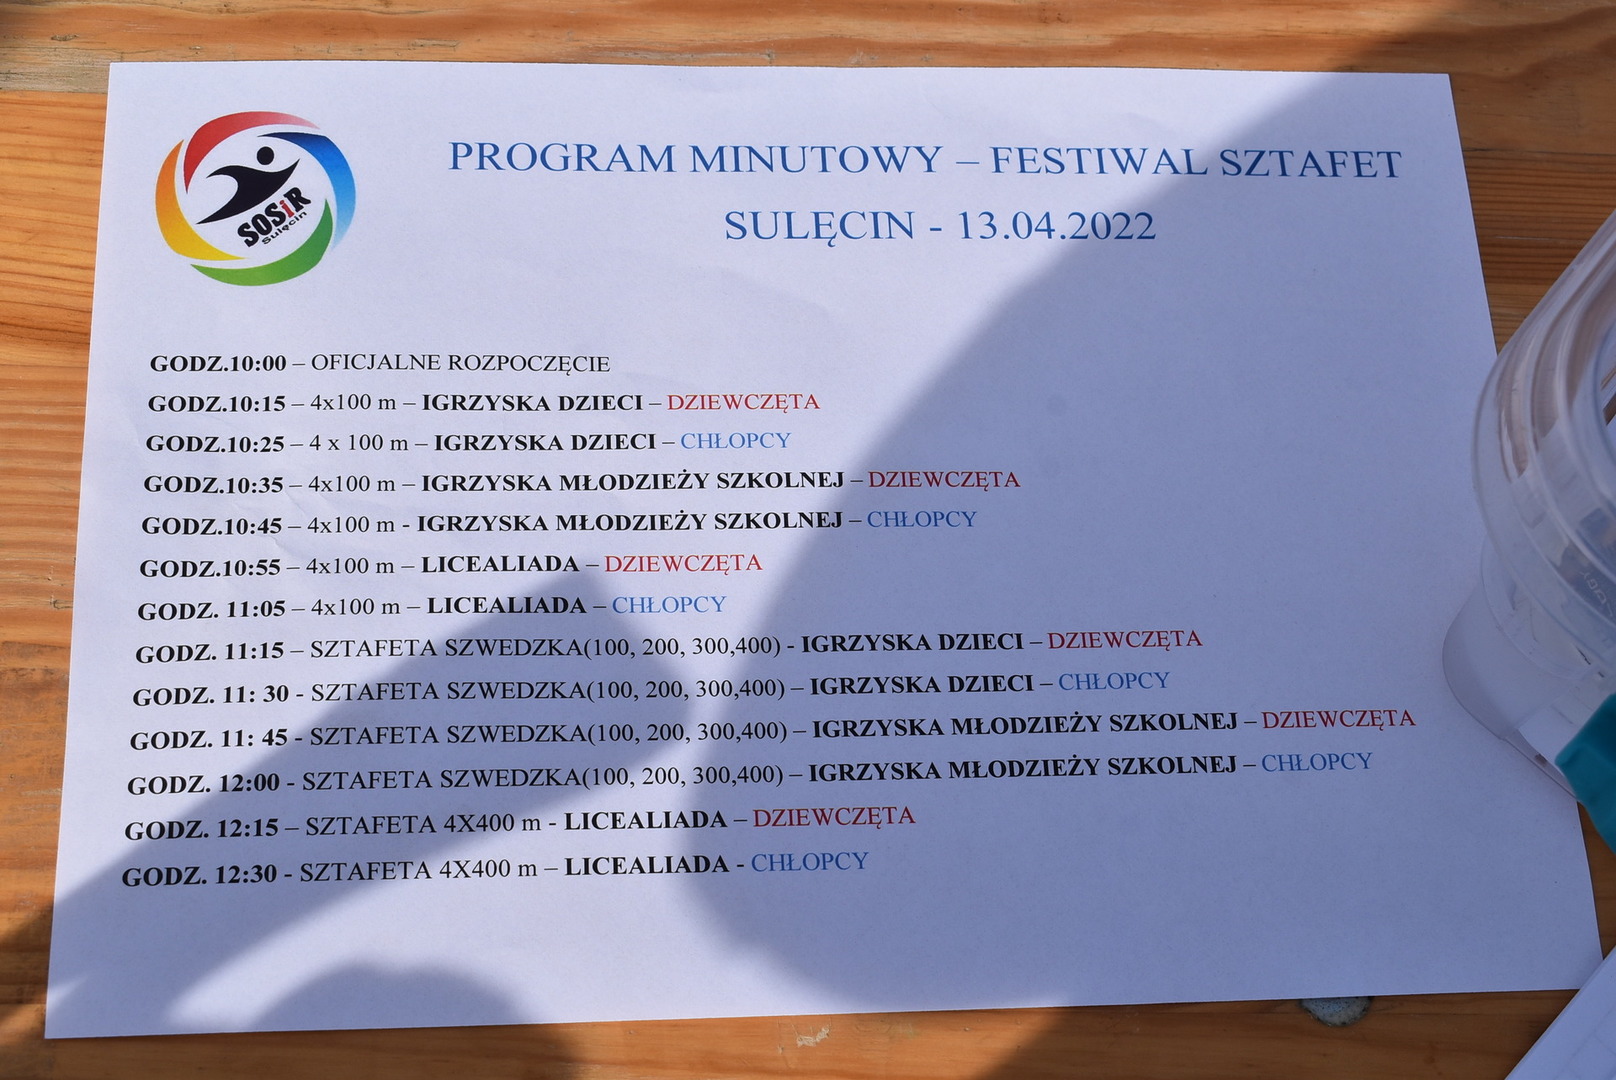 SOSiR
Sulęcin
PROGRAM MINUTOWY – FESTIWAL SZTAFET
SULĘCIN - 13.04.2022
GODZ.10:00 – OFICJALNE ROZPOCZĘCIE
GODZ.10:15 – 4x100 m – IGRZYSKA DZIECI – DZIEWCZĘTA
GODZ.10:25 – 4 x 100 m – IGRZYSKA DZIECI – CHŁOPCY
GODZ.10:35 – 4x100 m – IGRZYSKA MŁODZIEŻY SZKOLNEJ – DZIEWCZĘTA
GODZ.10:45 – 4x100 m - IGRZYSKA MŁODZIEŻY SZKOLNEJ – CHŁOPCY
GODZ.10:55 – 4x100 m – LICEALIADA – DZIEWCZĘTA
GODZ. 11:05 – 4x100 m – LICEALIADA – CHŁOPCY
GODZ. 11:15 – SZTAFETA SZWEDZKA(100, 200, 300,400) - IGRZYSKA DZIECI – DZIEWCZĘTA
GODZ. 11: 30 - SZTAFETA SZWEDZKA(100, 200, 300,400) – IGRZYSKA DZIECI – CHŁOPCY
GODZ. 11: 45 - SZTAFETA SZWEDZKA(100, 200, 300,400) – IGRZYSKA MŁODZIEŻY SZKOLNEJ – DZIEWCZĘTA
GODZ. 12:00 - SZTAFETA SZWEDZKA(100, 200, 300,400) – IGRZYSKA MŁODZIEŻY SZKOLNEJ – CHŁOPCY
GODZ. 12:15 – SZTAFETA 4X400 m - LICEALIADA – DZIEWCZĘTA
GODZ. 12:30 - SZTAFETA 4X400 m – LICEALIADA - CHŁOPCY